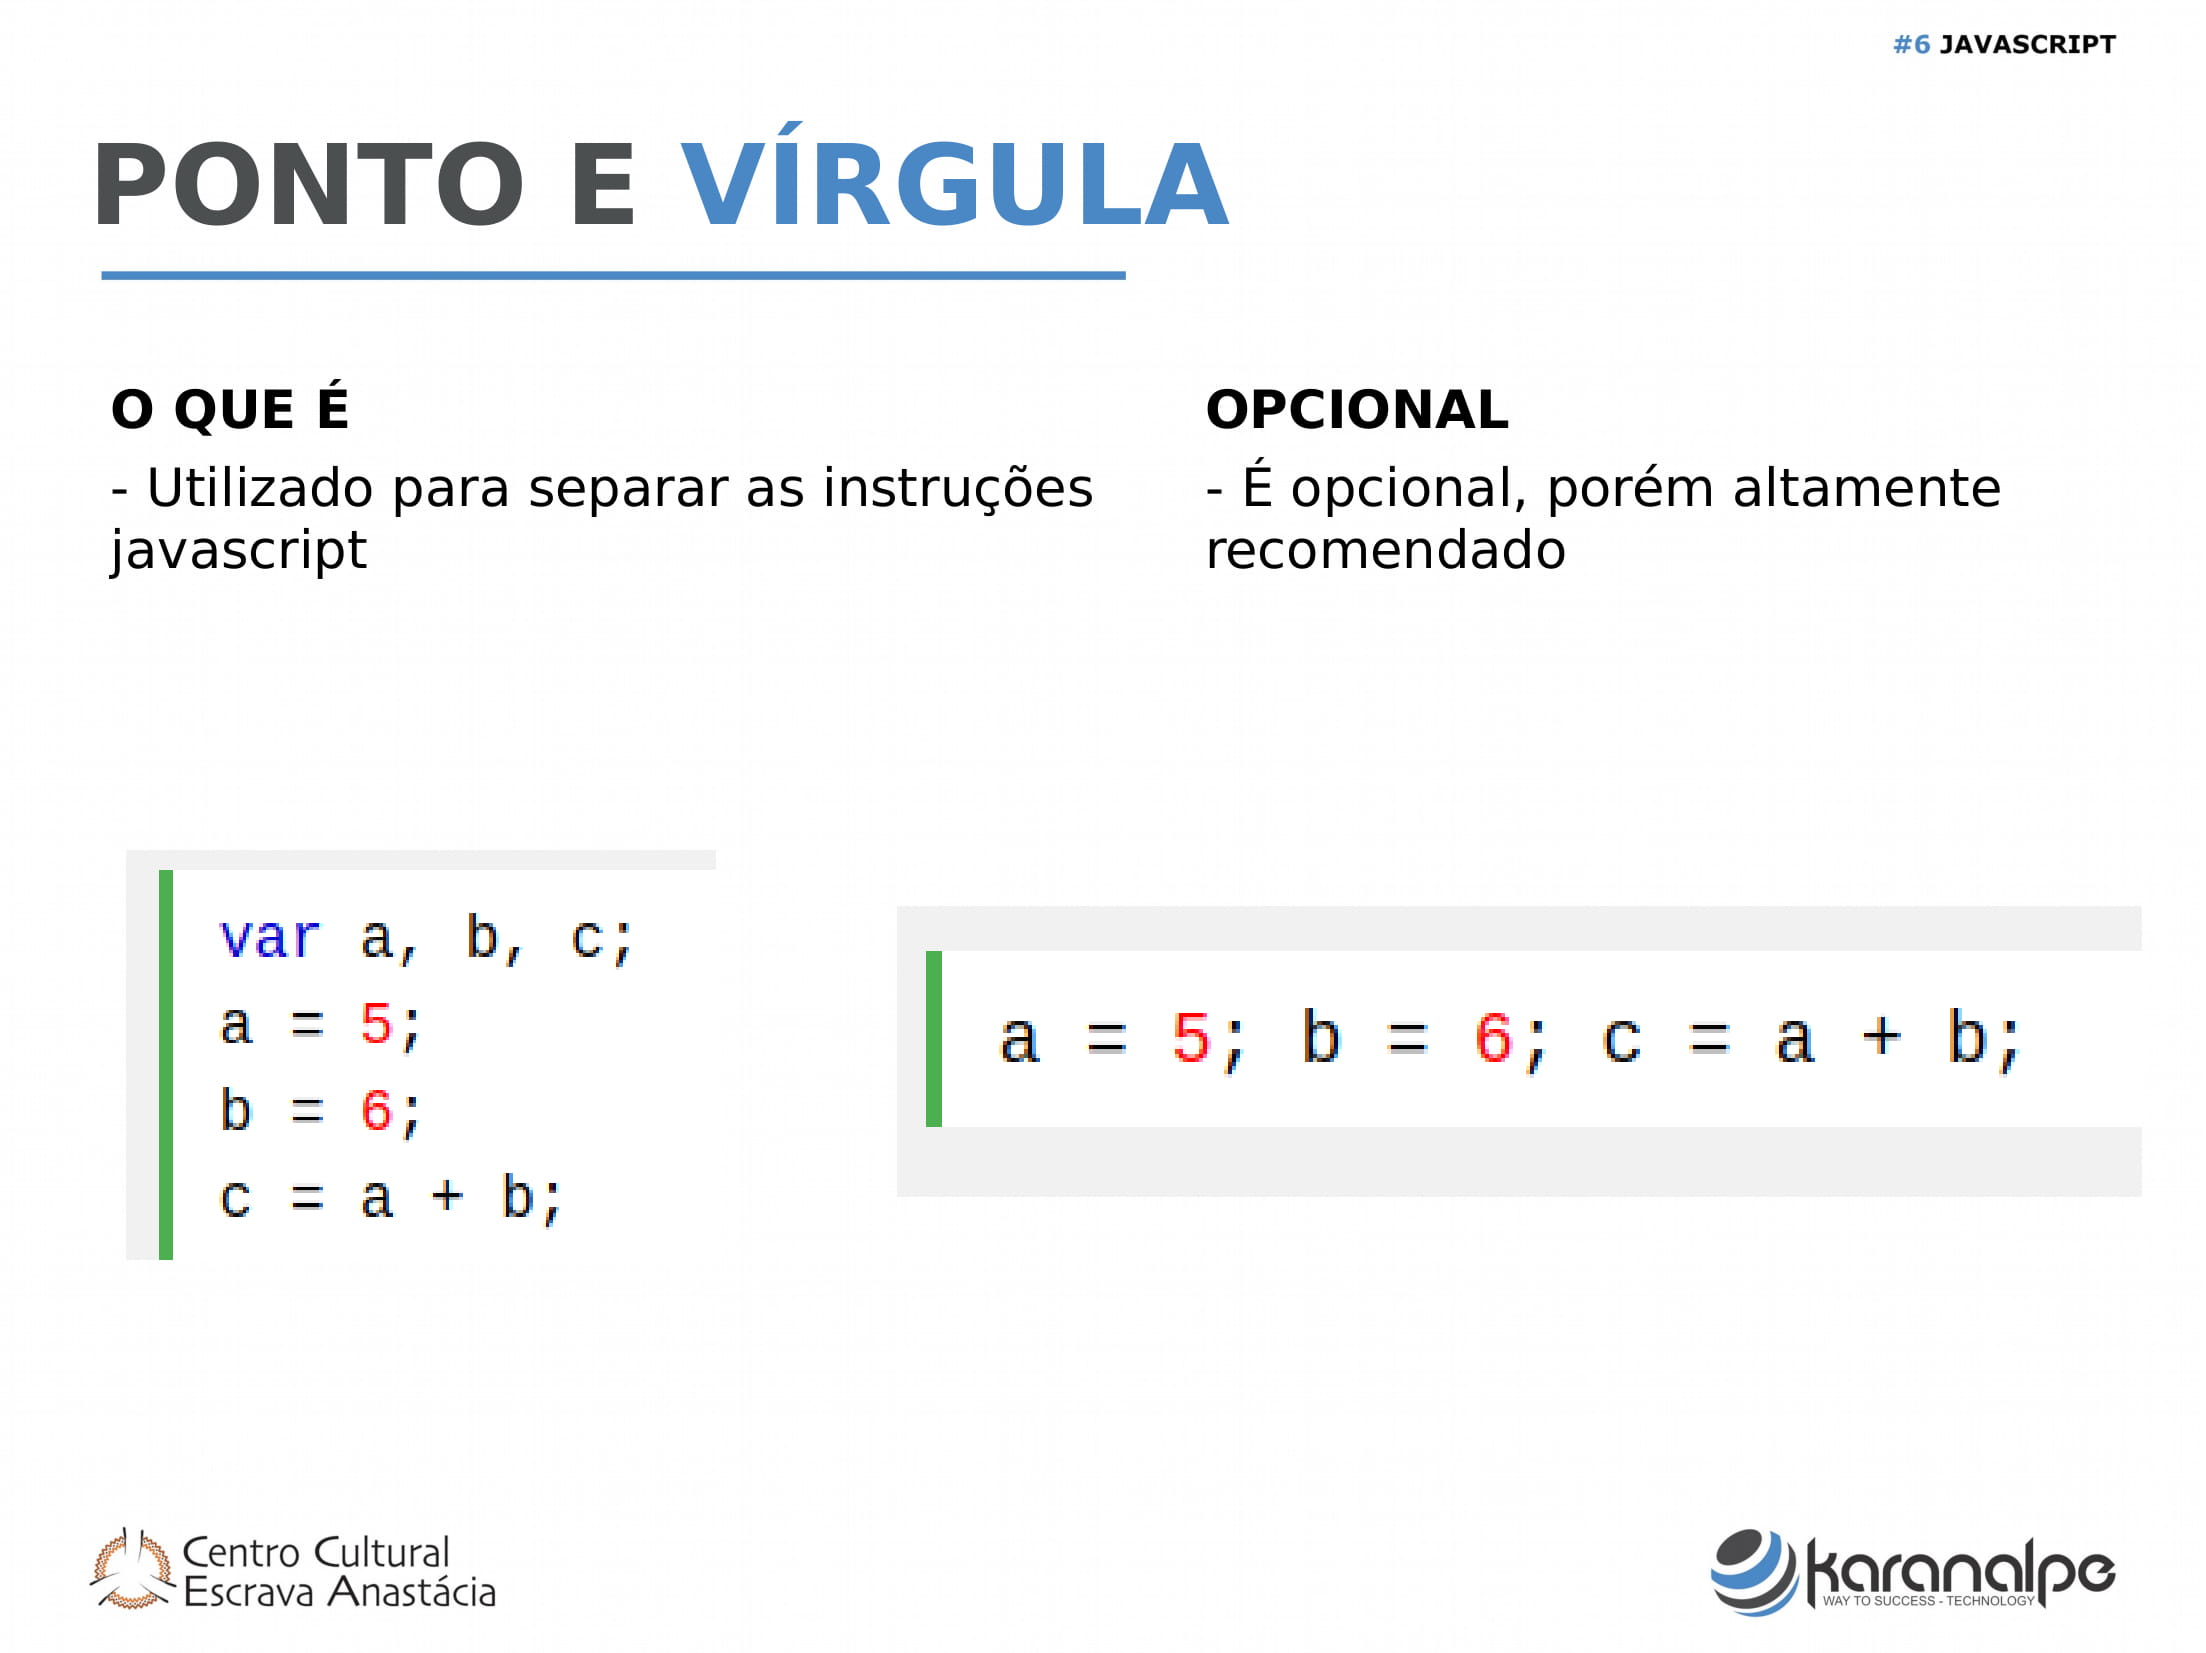 #6 JAVASCRIPT
PONTO E VÍRGULA
O QUE É
- Utilizado para separar as instruções
javascript
OPCIONAL
- É opcional, porém altamente
recomendado
var a, b, c;
a = 5;
b = 6;
c = a + b;
a = 5; b = 6; c = a + b;
Centro Cultural
Escrava Anastácia
karanalpe
WAY TO SUCCESS - TECHNOLOGY